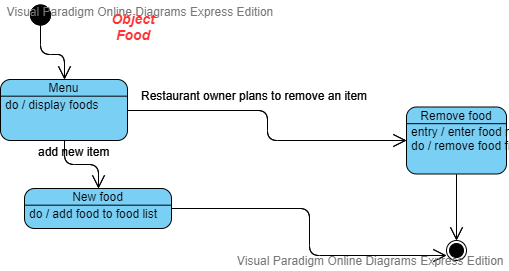 Visual Paradigm Online Diagrams Express Edition
Object
Food
Menu
do / display foods
Restaurant owner plans to remove an item
Remove food
entry / enter food
do / remove food
add new item
New food
do / add food to food list
Visual Paradigm Online Diagrams Express Edition